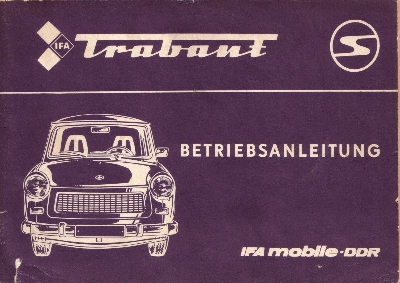 IFA Trabant S
BETRIEBSANLEITUNG
IFA mobile-DDR